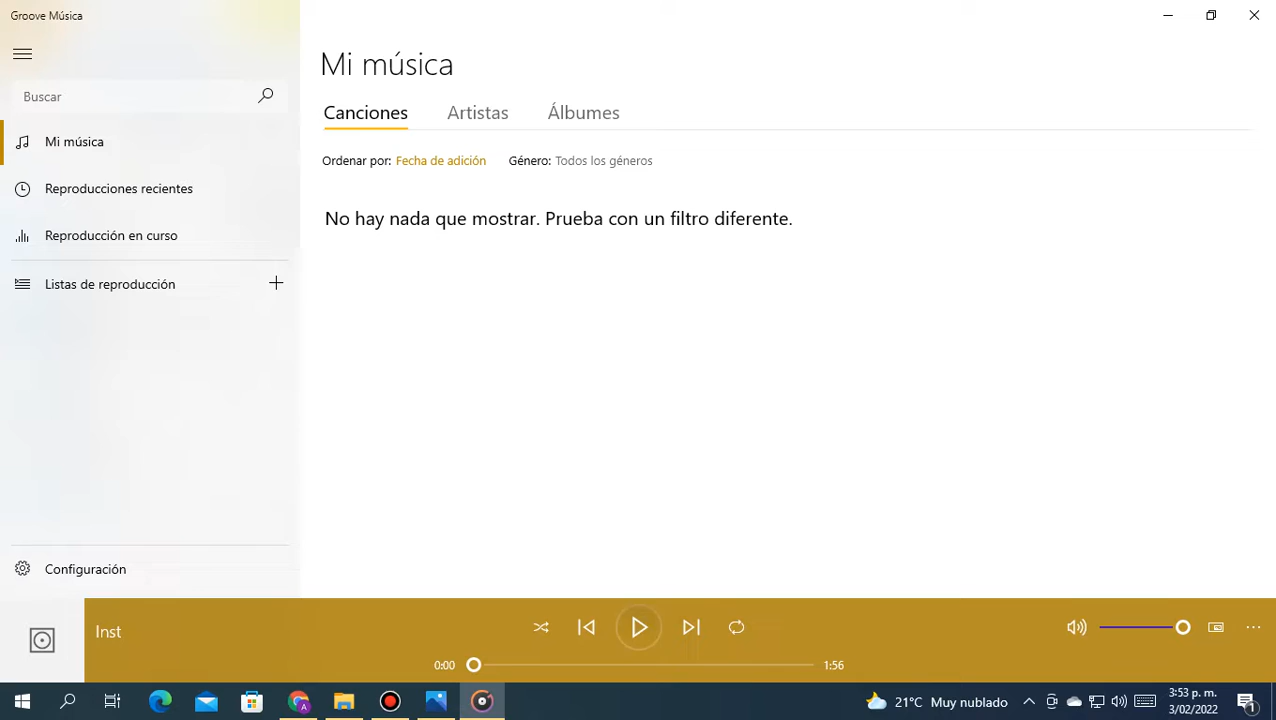 Groove Música
Buscar
Mi música
Reproducciones recientes
Reproducción en curso
Listas de reproducción
Configuración
Mi música
Canciones Artistas Álbumes
Ordenar por: Fecha de adición Género: Todos los géneros
No hay nada que mostrar. Prueba con un filtro diferente.
Inst
0:00 1:56
A
21°C Muy nublado
3:53 p. m.
3/02/2022
1